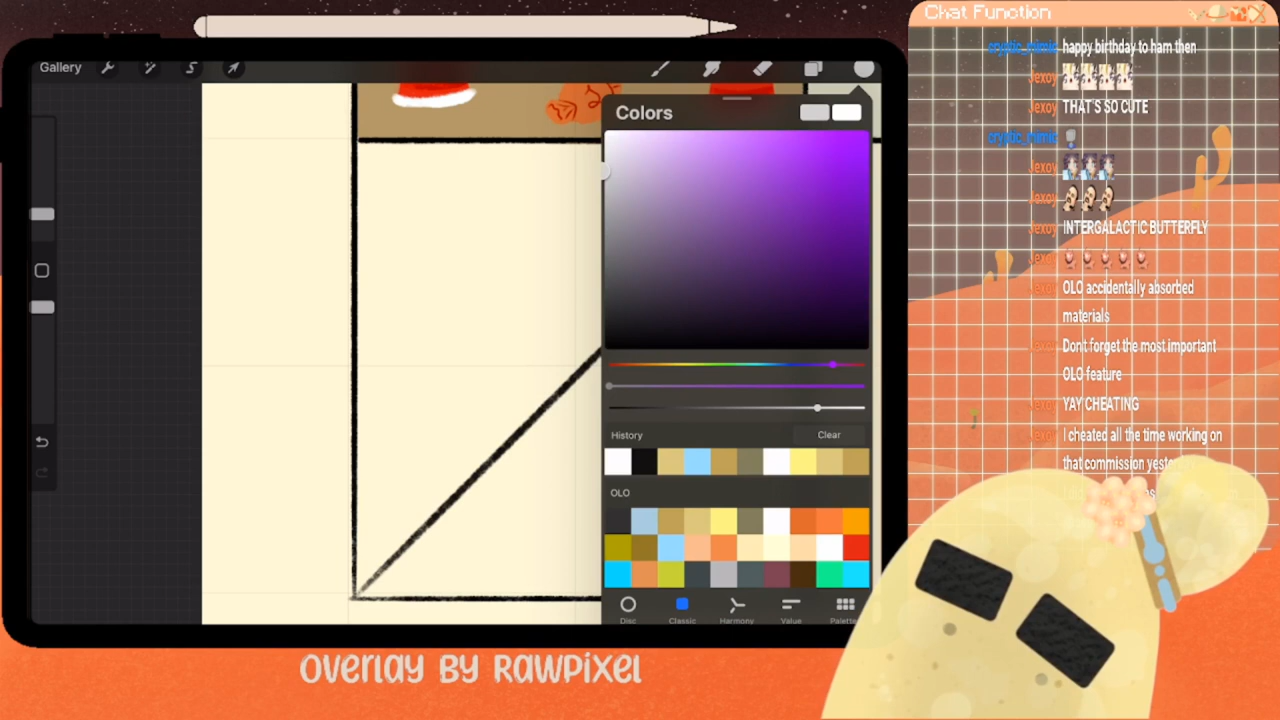 Chat Function
Gallery
Colors
cryptic_mimic happy birthday to ham then
Jexoy
Jexoy THAT'S SO CUTE
cryptic_mimic
Jexoy
Jexoy
Jexoy INTERGALACTIC BUTTERFLY
Jexoy
Jexoy OLO accidentally absorbed
materials
Jexoy Dont forget the most important
OLO feature
Jexoy YAY CHEATING
Jexoy I cheated all the time working on
that commission
History
Clear
OLO
Disc
Classic
Harmony
Value
OVERLAY BY RAWPIXEL